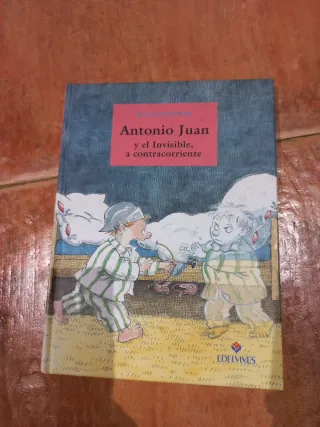 Antonio Juan
y el Invisible,
a contracorriente
EDELVIVES